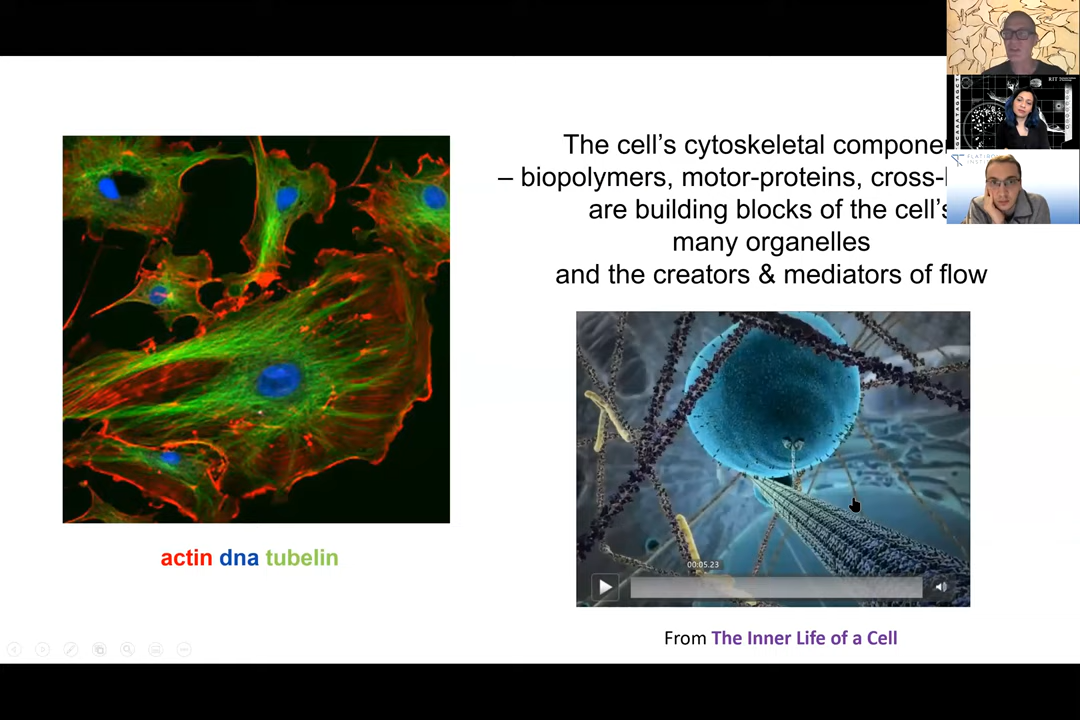 The cell’s cytoskeletal compone
– biopolymers, motor-proteins, cross-
are building blocks of the cell’s
many organelles
and the creators & mediators of flow
actin dna tubelin
00:05.23
From The Inner Life of a Cell
RIT